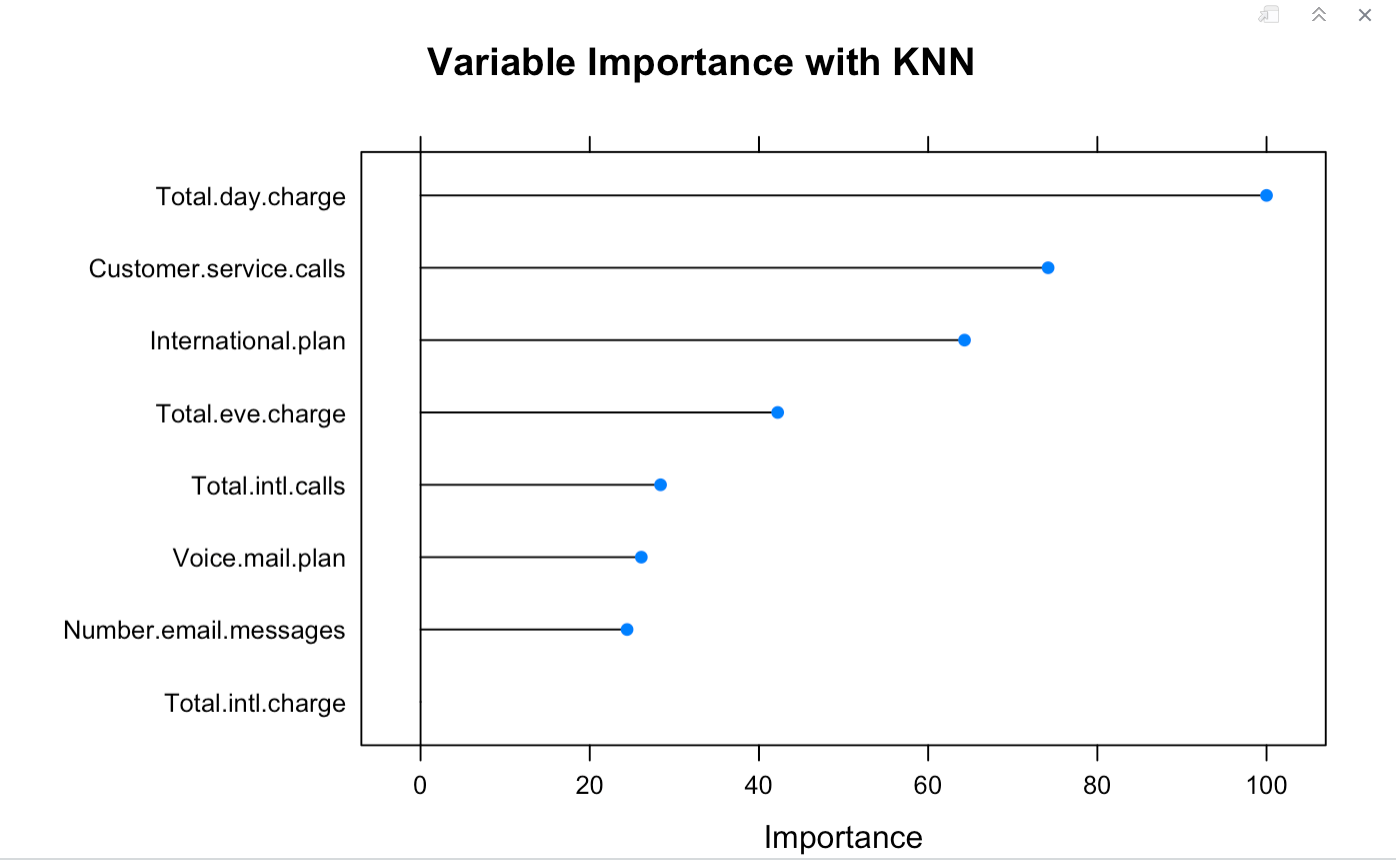 Variable Importance with KNN
Total.day.charge
Customer.service.calls
International.plan
Total.eve.charge
Total.intl.calls
Voice.mail.plan
Number.email.messages
Total.intl.charge
0 20 40 60 80 100
Importance